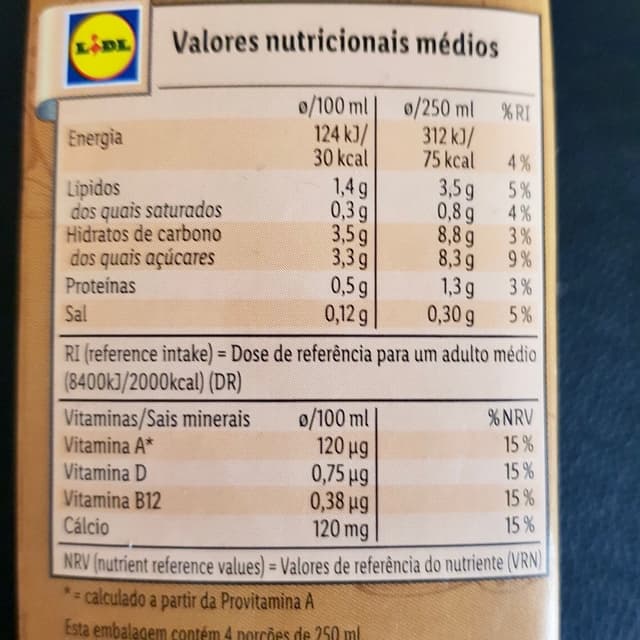 LIDL
Valores nutricionais médios
ø/100 ml ø/250 ml %RI
Energia 124 kJ/ 312 kJ/
30 kcal 75 kcal 4%
Lípidos 1,4 g 3,5 g 5%
dos quais saturados 0,3 g 0,8 g 4%
Hidratos de carbono 3,5 g 8,8 g 3%
dos quais açúcares 3,3 g 8,3 g 9%
Proteínas 0,5 g 1,3 g 3%
Sal 0,12 g 0,30 g 5%
RI (reference intake) = Dose de referência para um adulto médio
(8400kJ/2000kcal) (DR)
Vitaminas/Sais minerais ø/100 ml %NRV
Vitamina A* 120 µg 15%
Vitamina D 0,75 µg 15%
Vitamina B12 0,38 µg 15%
Cálcio 120 mg 15%
NRV (nutrient reference values) = Valores de referência do nutriente (VRN)
* = calculado a partir da Provitamina A
Esta embalagem contém 4 porções de 250 ml